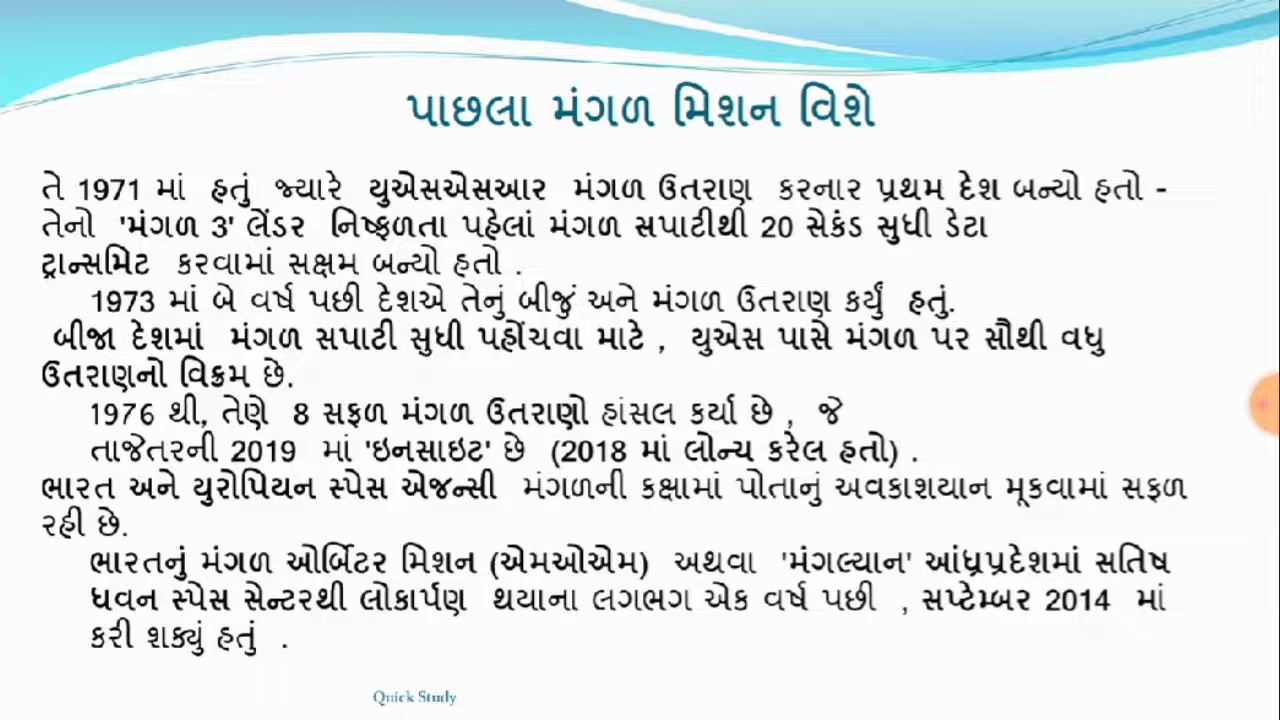 પાછલા મંગળ મિશન વિશે
તે 1971 માં હતું જ્યારે યુએસએસઆર મંગળ ઉતરાણ કરનાર પ્રથમ દેશ બન્યો હતો -
તેનો 'મંગળ 3' લેંડર નિષ્ફળતા પહેલાં મંગળ સપાટીથી 20 સેકંડ સુધી ડેટા
ટ્રાન્સમિટ કરવામાં સક્ષમ બન્યો હતો .
1973 માં બે વર્ષ પછી દેશએ તેનું બીજું અને મંગળ ઉતરાણ કર્યું હતું.
બીજા દેશમાં મંગળ સપાટી સુધી પહોંચવા માટે , યુએસ પાસે મંગળ પર સૌથી વધુ
ઉતરાણનો વિક્રમ છે.
1976 થી, તેણે 8 સફળ મંગળ ઉતરાણો હાંસલ કર્યા છે , જે
તાજેતરની 2019 માં 'ઇનસાઇટ' છે (2018 માં લોન્ચ કરેલ હતો) .
ભારત અને યુરોપિયન સ્પેસ એજન્સી મંગળની કક્ષામાં પોતાનું અવકાશયાન મૂકવામાં સફળ
રહી છે.
ભારતનું મંગળ ઓર્બિટર મિશન (એમઓએમ) અથવા 'મંગલ્યાન' આંધ્રપ્રદેશમાં સતિષ
ધવન સ્પેસ સેન્ટરથી લોકાર્પણ થયાના લગભગ એક વર્ષ પછી , સપ્ટેમ્બર 2014 માં
કરી શક્યું હતું .
Quick Study